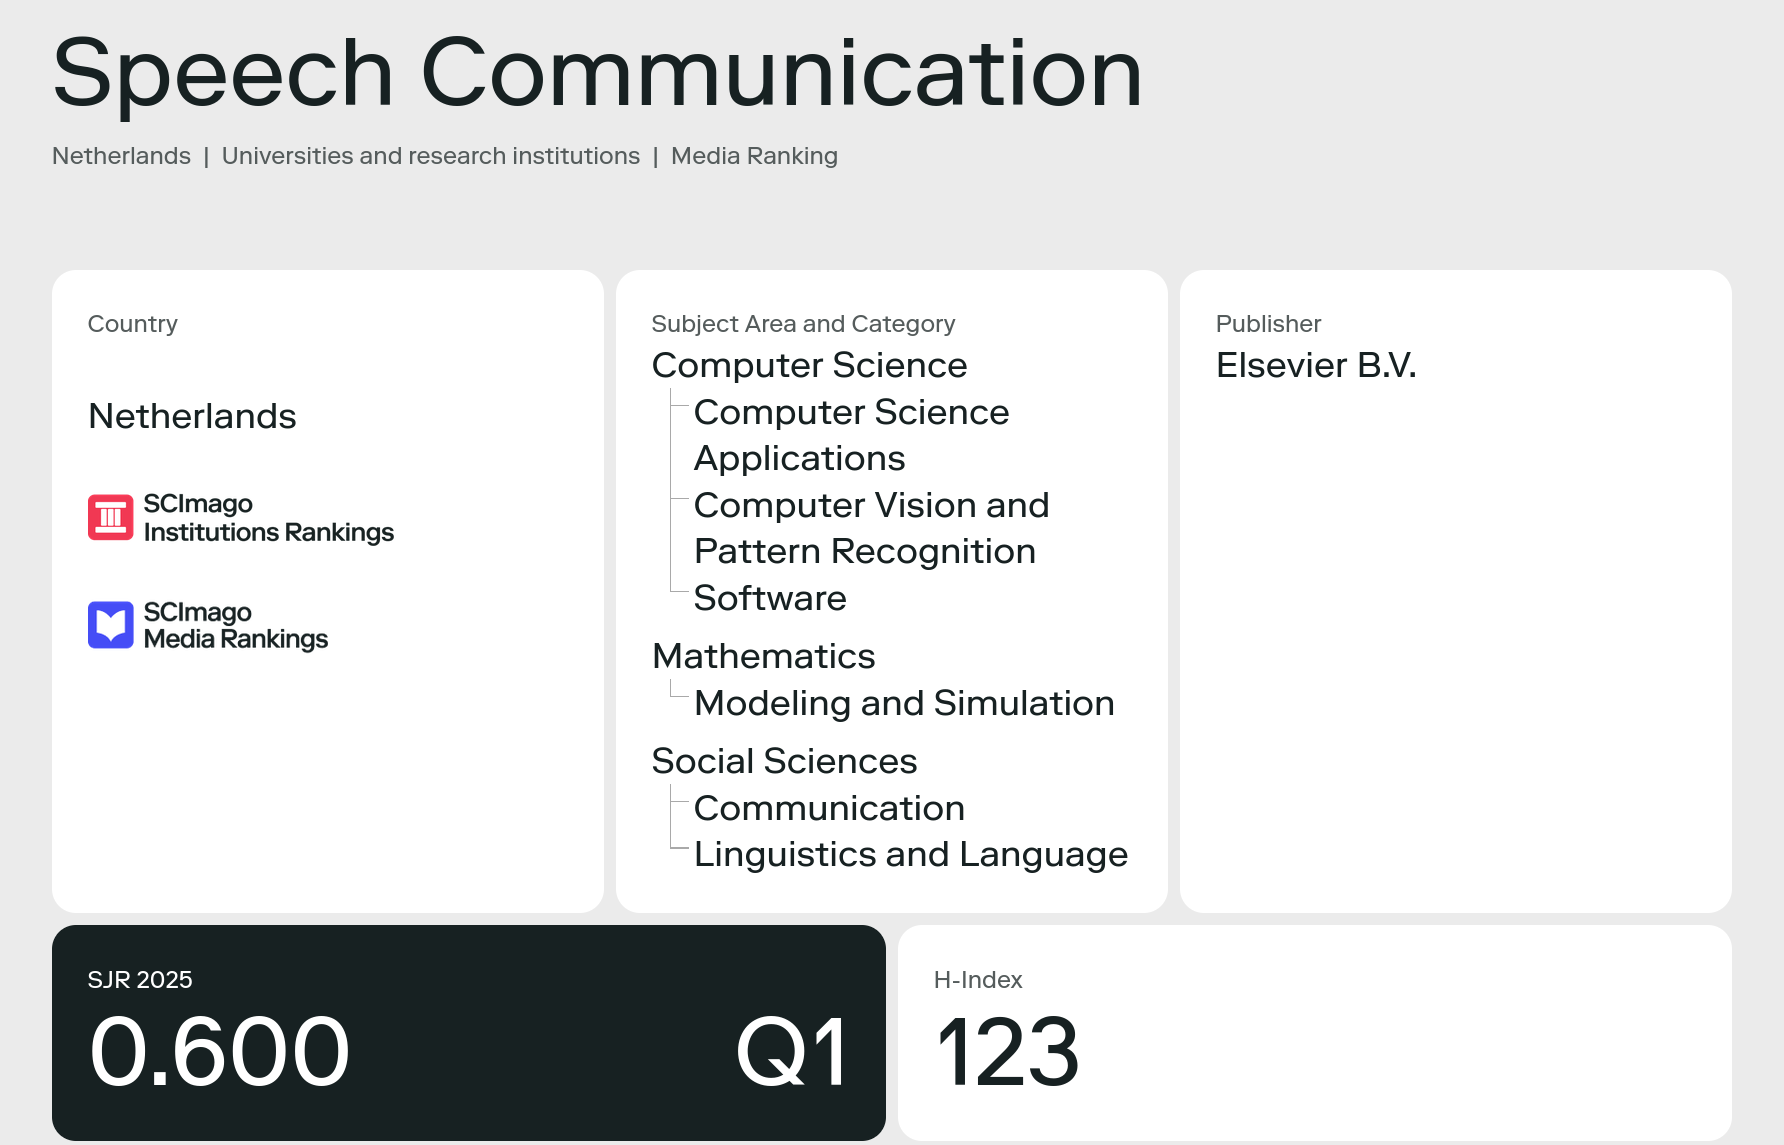 Speech Communication
Netherlands | Universities and research institutions | Media Ranking
Country
Netherlands
SCImago
Institutions Rankings
SCImago
Media Rankings
Subject Area and Category
Computer Science
Computer Science
Applications
Computer Vision and
Pattern Recognition
Software
Mathematics
Modeling and Simulation
Social Sciences
Communication
Linguistics and Language
Publisher
Elsevier B.V.
SJR 2025
0.600 Q1
H-Index
123